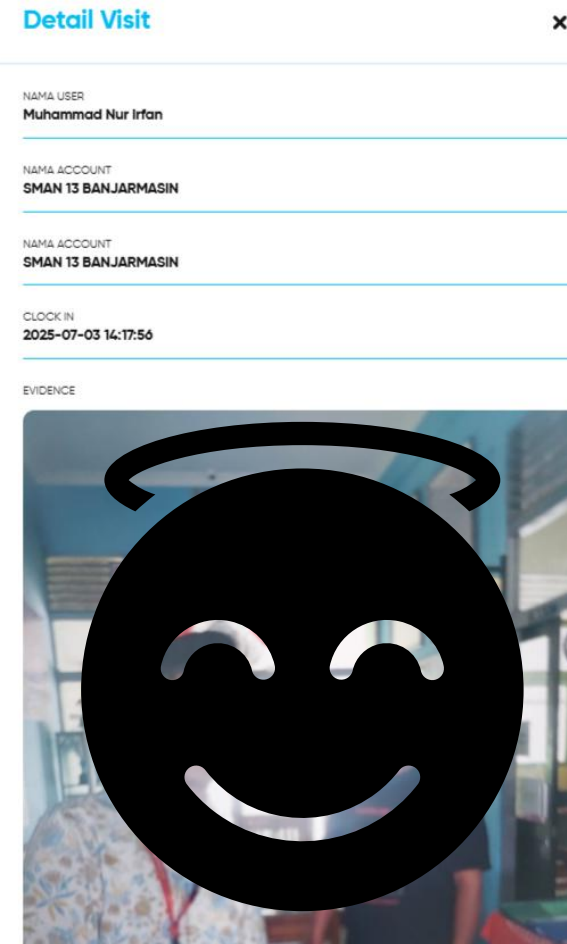 Detail Visit
NAMA USER
Muhammad Nur Irfan
NAMA ACCOUNT
SMAN 13 BANJARMASIN
NAMA ACCOUNT
SMAN 13 BANJARMASIN
CLOCK IN
2025-07-03 14:17:56
EVIDENCE